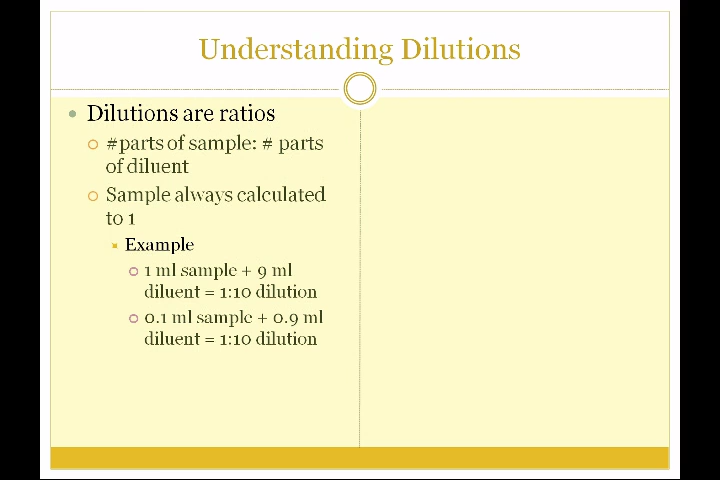 Understanding Dilutions
Dilutions are ratios
#parts of sample: # parts
of diluent
Sample always calculated
to 1
Example
1 ml sample + 9 ml
diluent = 1:10 dilution
0.1 ml sample + 0.9 ml
diluent = 1:10 dilution